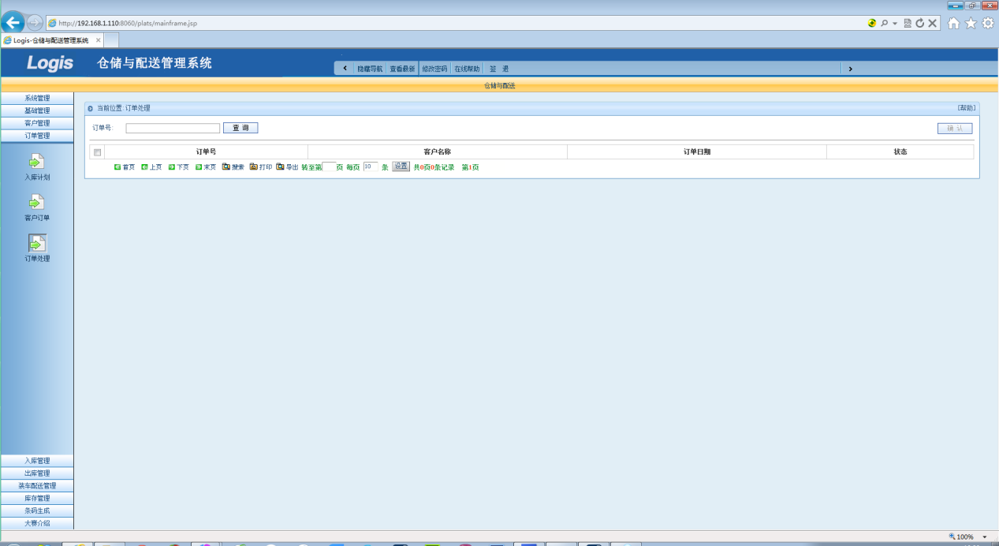 http://192.168.1.110:8060/plats/mainframe.jsp
Logis-仓储与配送管理系统
Logis 仓储与配送管理系统
隐藏导航 查看最新 修改密码 在线帮助 签 退
仓储与配送
系统管理
基础管理
客户管理
订单管理
入库计划
客户订单
订单处理
入库管理
出库管理
装车配送管理
库存管理
条码生成
大赛介绍
当前位置:订单处理 [帮助]
订单号: 查 询 确 认
订单号 客户名称 订单日期 状态
首页 上页 下页 末页 搜索 打印 导出 转至第 页 每页 10 条 设置 共0页0条记录 第1页
100%